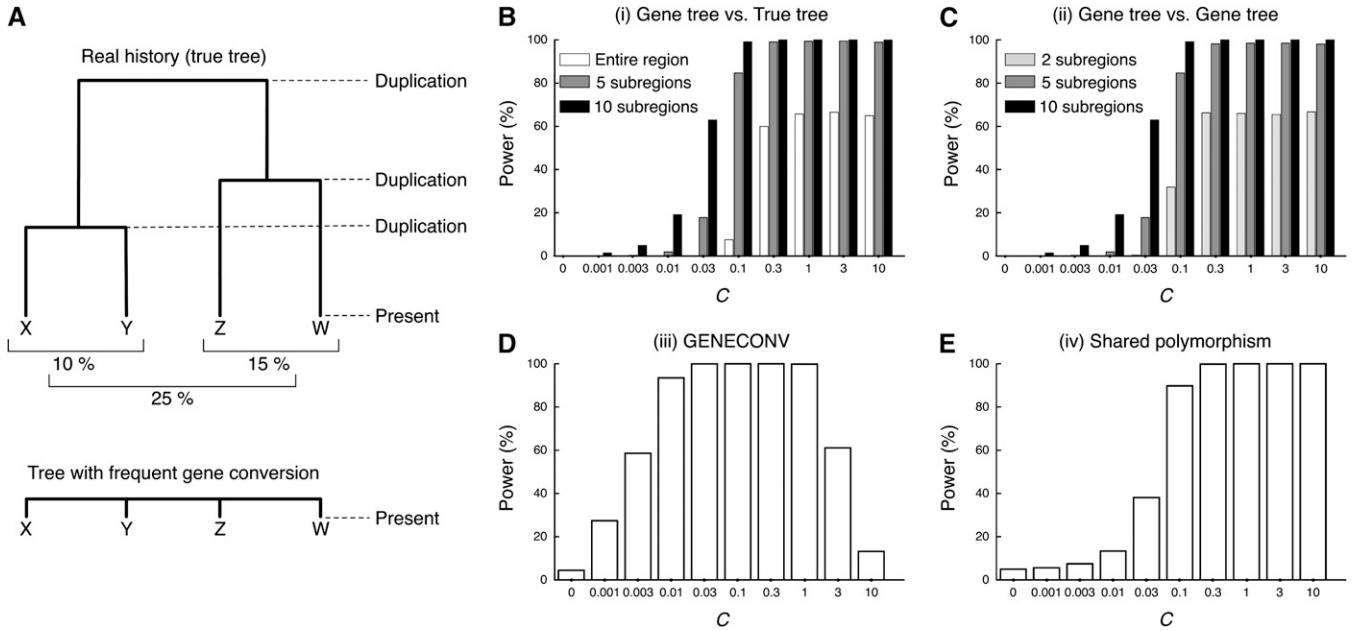 A
Real history (true tree)
Duplication
Duplication
Duplication
Present
X Y Z W
10 % 15 %
25 %
Tree with frequent gene conversion
X Y Z W
Present
B
(i) Gene tree vs. True tree
Power (%)
100
80
60
40
20
0
Entire region
5 subregions
10 subregions
0 0.001 0.003 0.01 0.03 0.1 0.3 1 3 10
C
C
(ii) Gene tree vs. Gene tree
Power (%)
100
80
60
40
20
0
2 subregions
5 subregions
10 subregions
0 0.001 0.003 0.01 0.03 0.1 0.3 1 3 10
C
D
(iii) GENECONV
Power (%)
100
80
60
40
20
0
0 0.001 0.003 0.01 0.03 0.1 0.3 1 3 10
C
E
(iv) Shared polymorphism
Power (%)
100
80
60
40
20
0
0 0.001 0.003 0.01 0.03 0.1 0.3 1 3 10
C